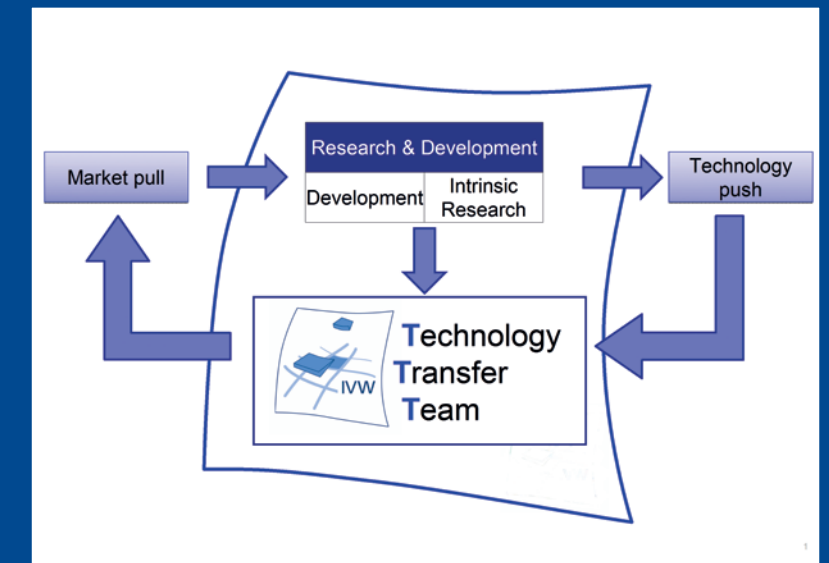 Research & Development
Market pull
Development
Intrinsic
Research
Technology
push
Technology
Transfer
Team
IVW
1